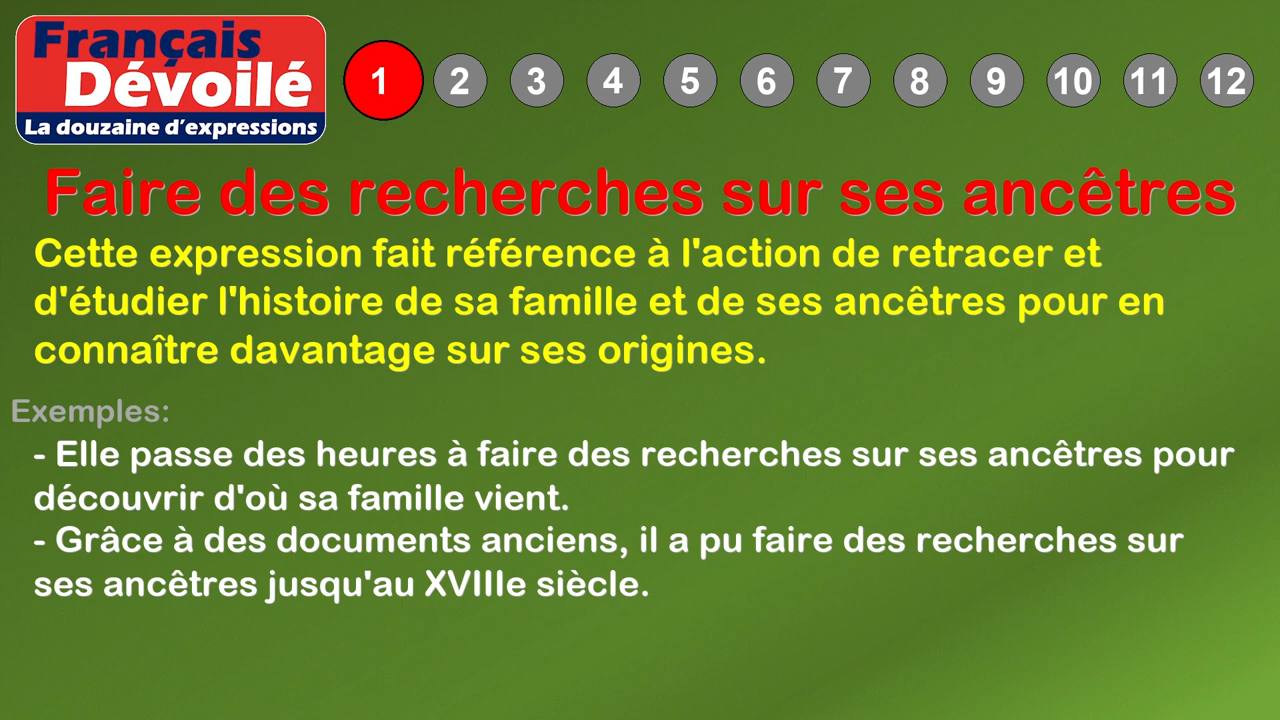 Français
Dévoilé
La douzaine d'expressions
1 2 3 4 5 6 7 8 9 10 11 12
Faire des recherches sur ses ancêtres
Cette expression fait référence à l'action de retracer et
d'étudier l'histoire de sa famille et de ses ancêtres pour en
connaître davantage sur ses origines.
Exemples:
- Elle passe des heures à faire des recherches sur ses ancêtres pour
découvrir d'où sa famille vient.
- Grâce à des documents anciens, il a pu faire des recherches sur
ses ancêtres jusqu'au XVIIIe siècle.